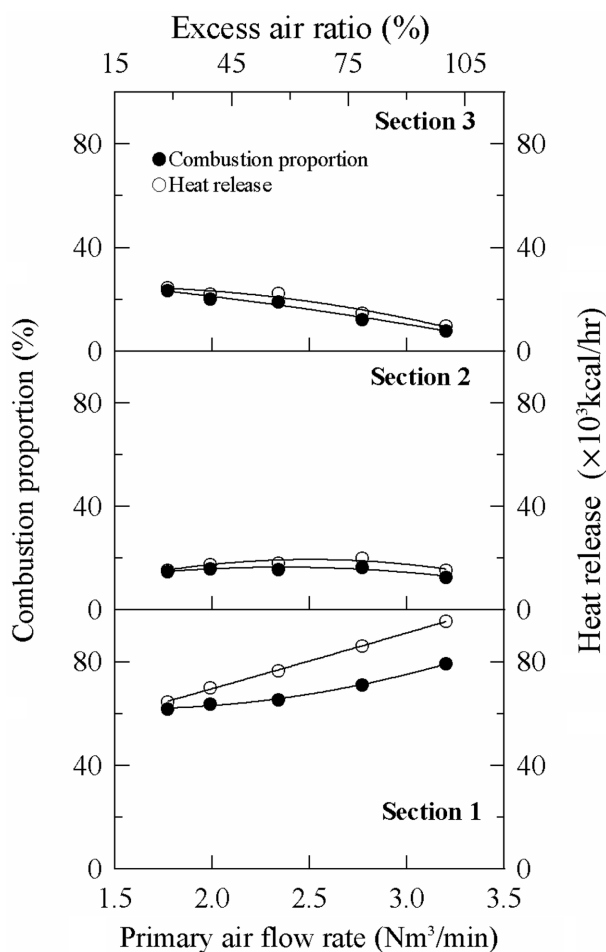 Excess air ratio (%)
15 45 75 105
Section 3
Combustion proportion
Heat release
80
40
0
Section 2
80
40
0
80
40
Section 1
0
80
40
0
80
40
0
80
40
0
1.5 2.0 2.5 3.0 3.5
Primary air flow rate (Nm³/min)
Combustion proportion (%)
Heat release (×10³kcal/hr)